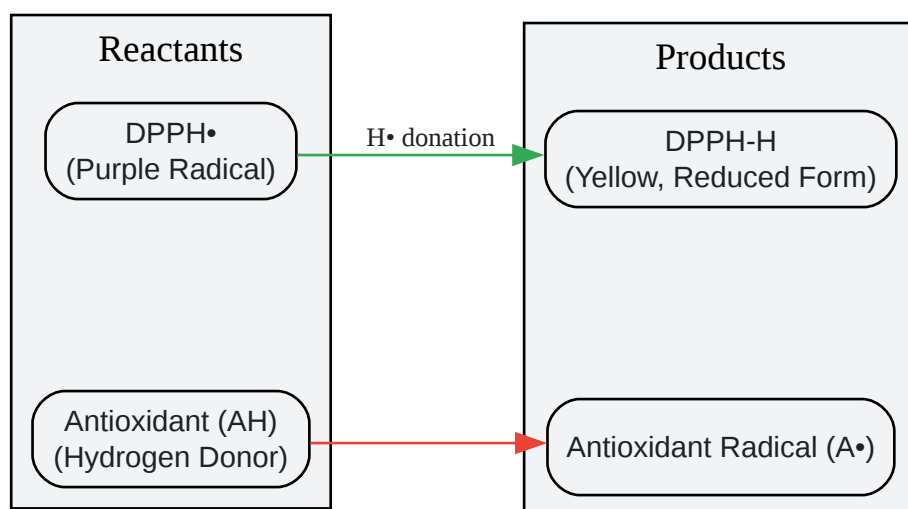 Reactants
Products
DPPH•
(Purple Radical)
H• donation
DPPH-H
(Yellow, Reduced Form)
Antioxidant (AH)
(Hydrogen Donor)
Antioxidant Radical (A•)